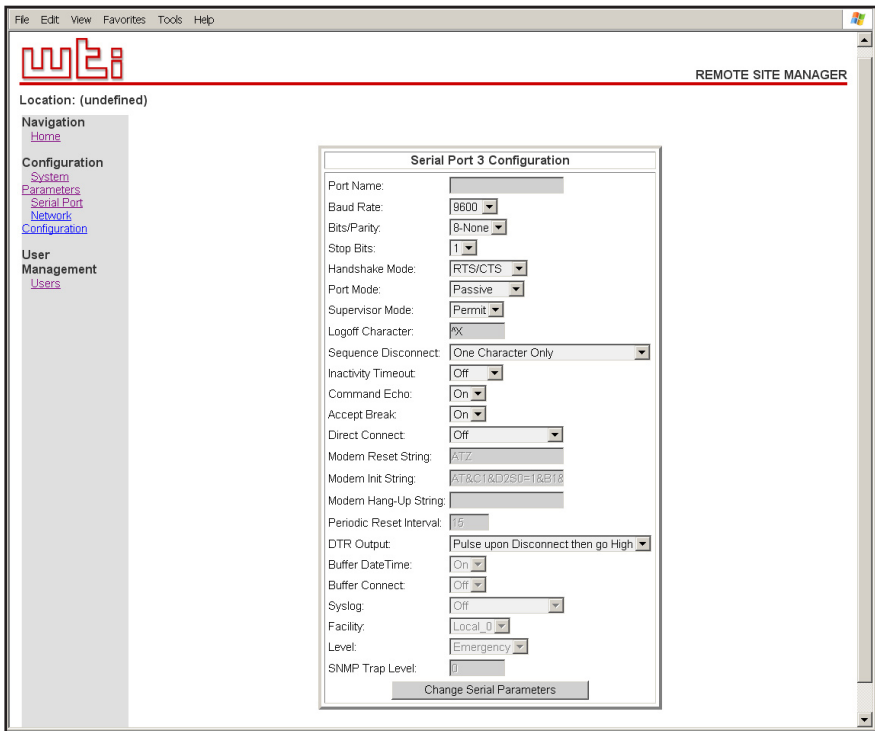 File Edit View Favorites Tools Help
wti
REMOTE SITE MANAGER
Location: (undefined)
Navigation
Home
Configuration
System
Parameters
Serial Port
Network
Configuration
User
Management
Users
Serial Port 3 Configuration
Port Name:
Baud Rate: 9600
Bits/Parity: 8-None
Stop Bits: 1
Handshake Mode: RTS/CTS
Port Mode: Passive
Supervisor Mode: Permit
Logoff Character: ^X
Sequence Disconnect: One Character Only
Inactivity Timeout: Off
Command Echo: On
Accept Break: On
Direct Connect: Off
Modem Reset String: ATZ
Modem Init String: AT&C1&D2S0=1&B1&
Modem Hang-Up String:
Periodic Reset Interval: 15
DTR Output: Pulse upon Disconnect then go High
Buffer DateTime: On
Buffer Connect: Off
Syslog: Off
Facility: Local_0
Level: Emergency
SNMP Trap Level: 0
Change Serial Parameters